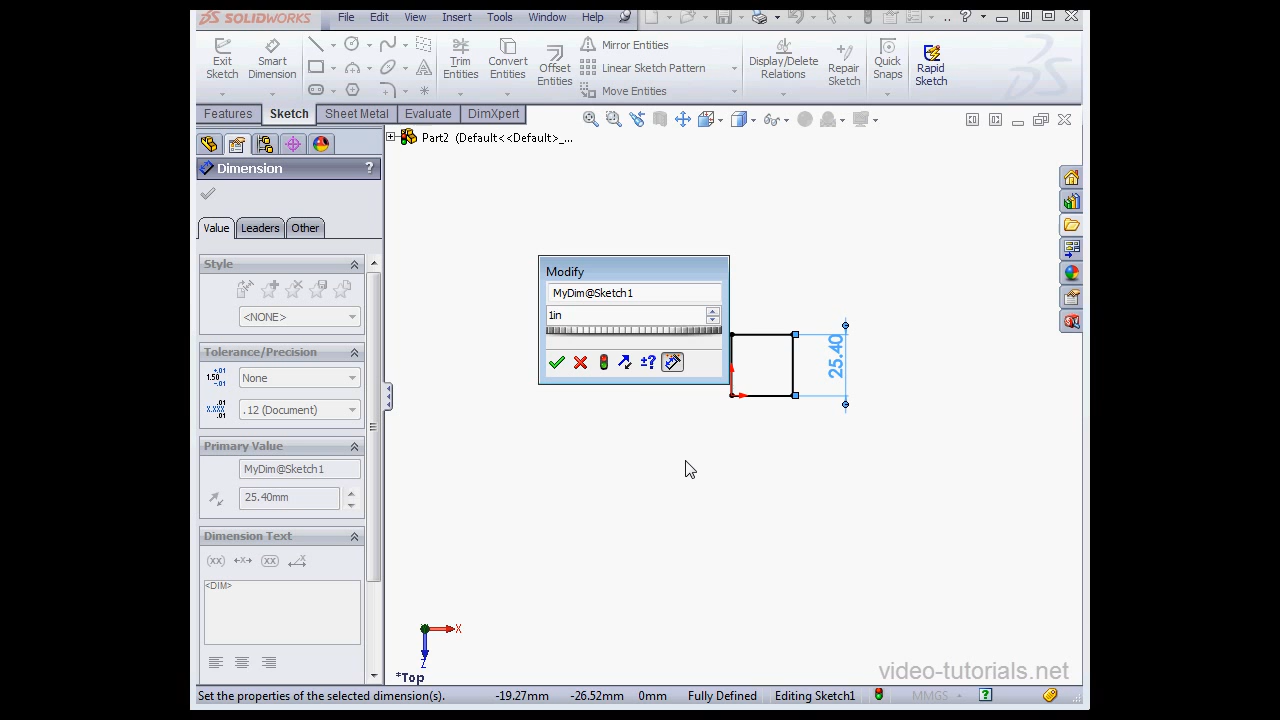 SOLIDWORKS File Edit View Insert Tools Window Help
Exit Sketch
Smart Dimension
Trim Entities
Convert Entities
Offset Entities
Mirror Entities
Linear Sketch Pattern
Move Entities
Display/Delete Relations
Repair Sketch
Quick Snaps
Rapid Sketch
Features Sketch Sheet Metal Evaluate DimXpert
Part2 (Default<<Default>_...
Dimension ?
Value Leaders Other
Style
<NONE>
Tolerance/Precision
None
.12 (Document)
Primary Value
MyDim@Sketch1
25.40mm
Dimension Text
<DIM>
Modify
MyDim@Sketch1
1in
25.40
X
Z
*Top
video-tutorials.net
Set the properties of the selected dimension(s). -19.27mm -26.52mm 0mm Fully Defined Editing Sketch1 MMGS